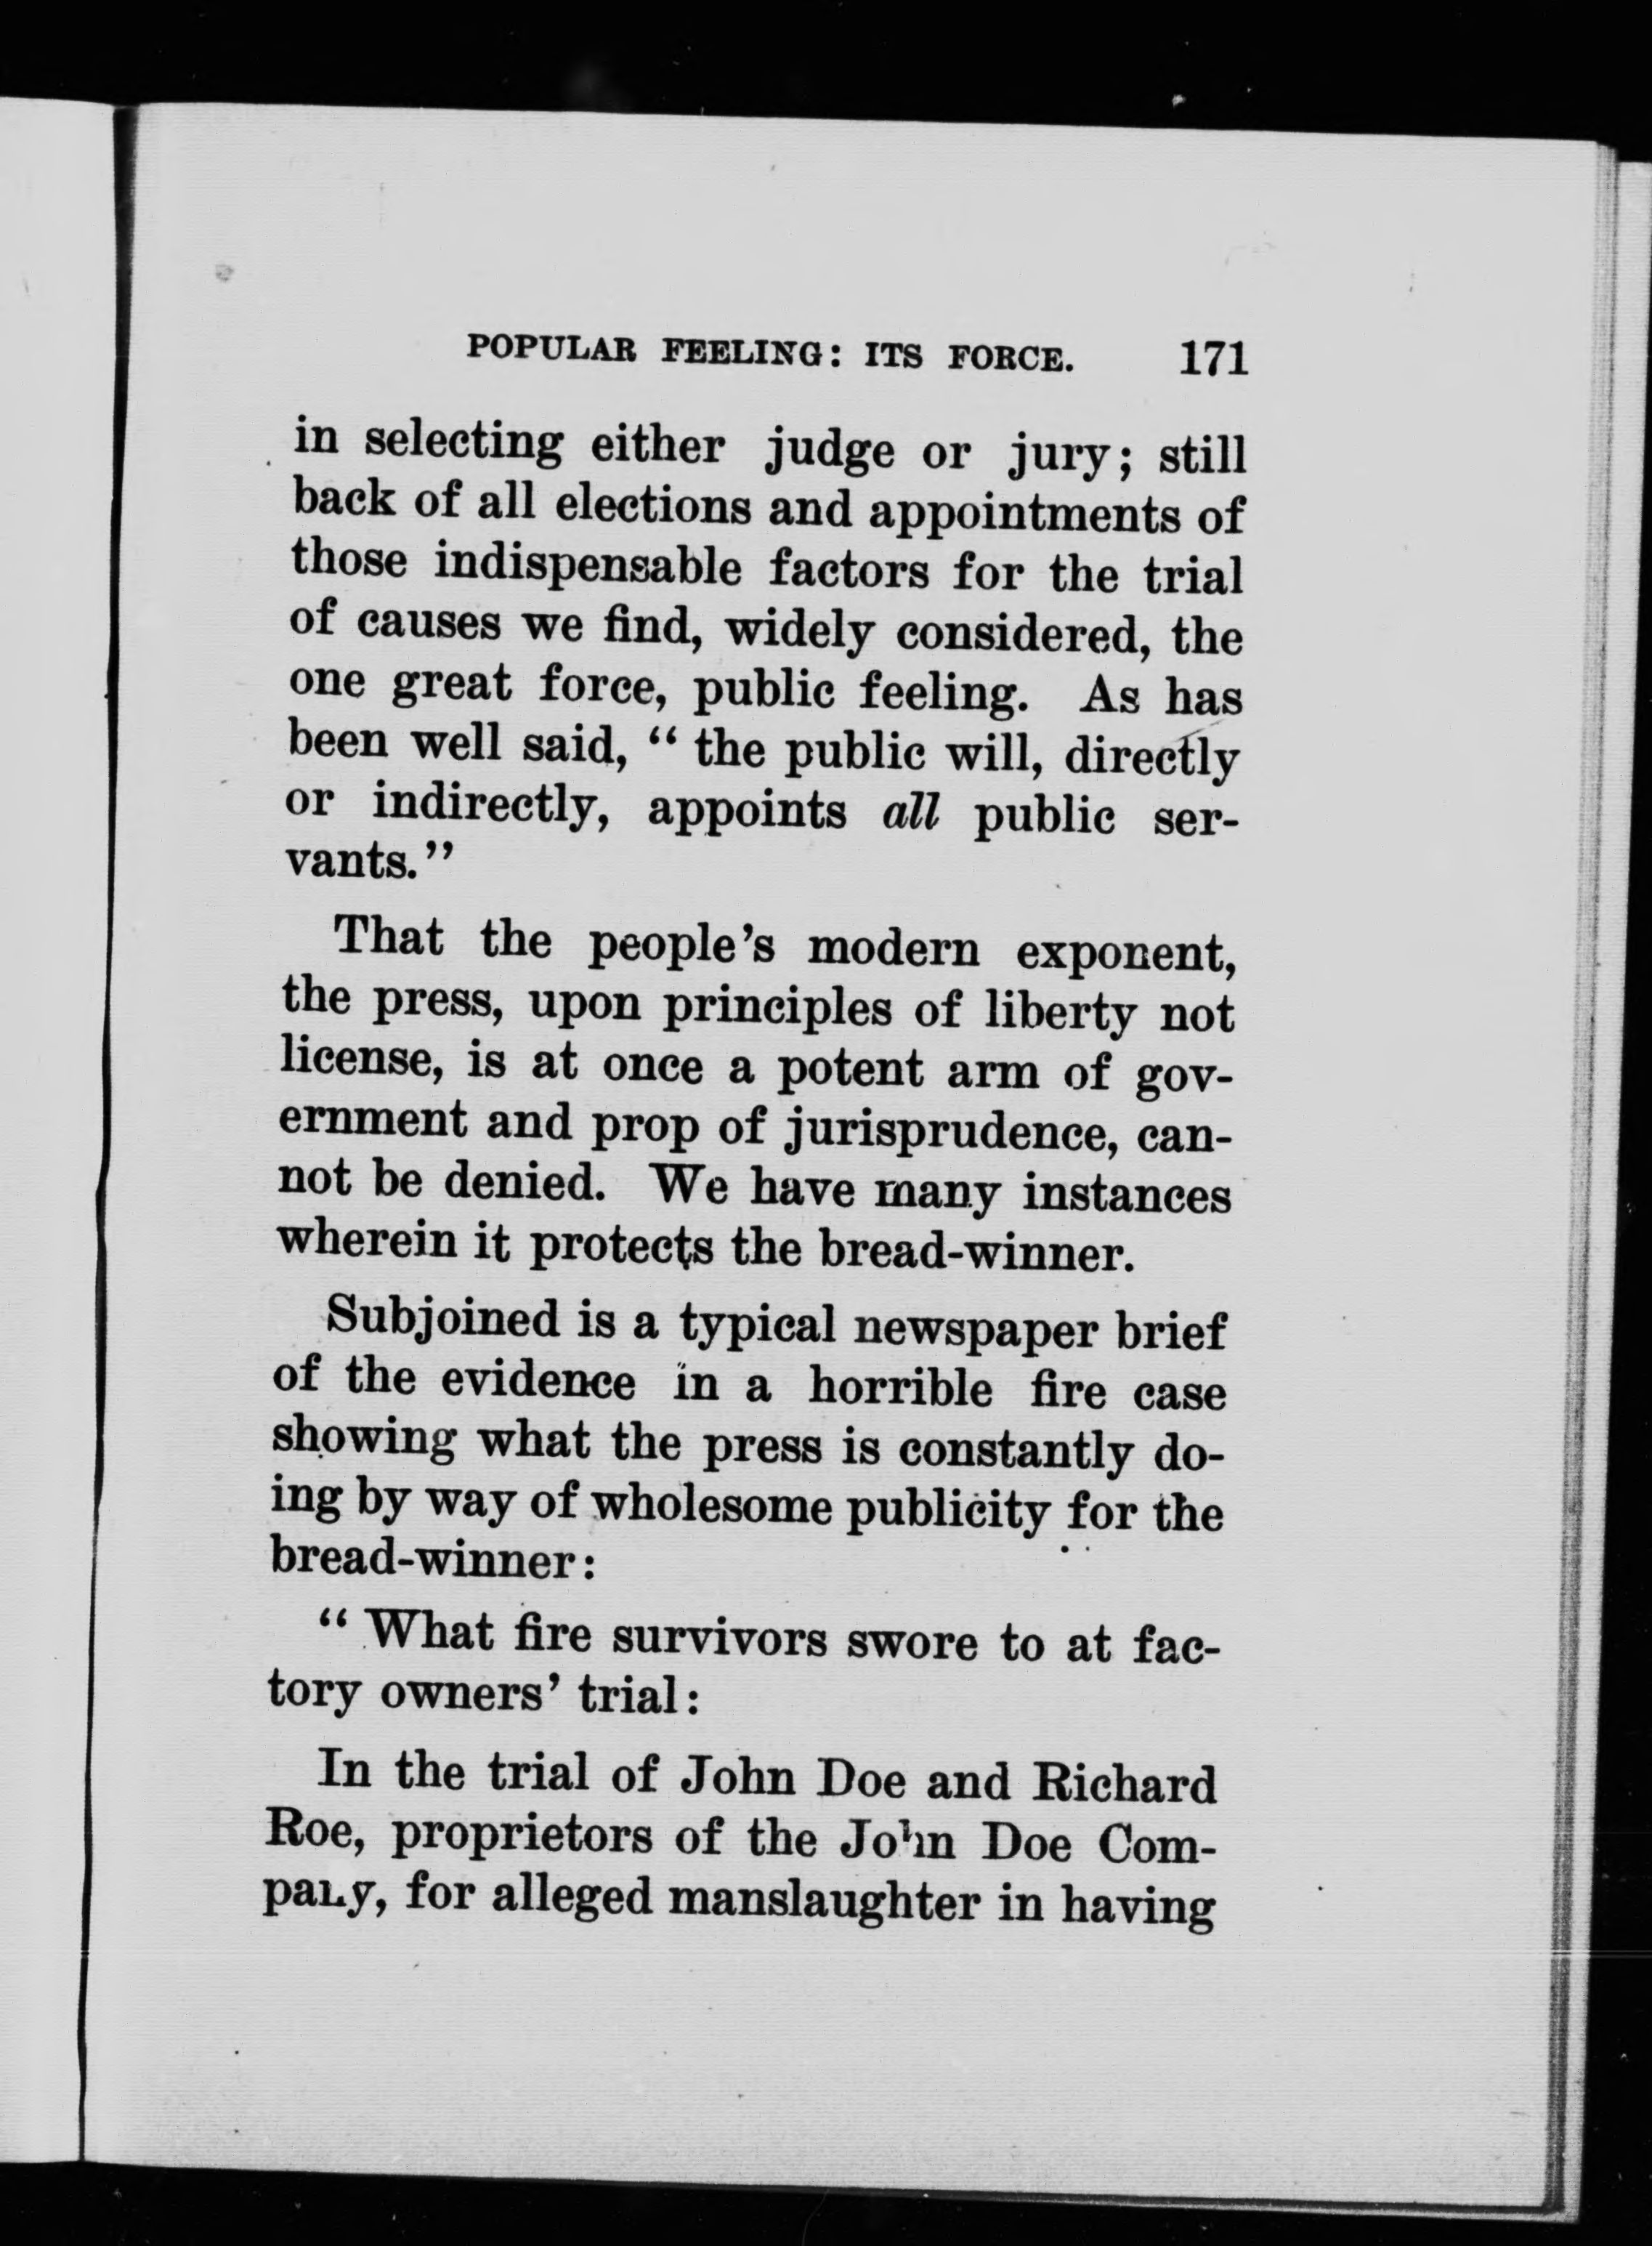 POPULAR FEELING: ITS FORCE. 171
in selecting either judge or jury; still
back of all elections and appointments of
those indispensable factors for the trial
of causes we find, widely considered, the
one great force, public feeling. As has
been well said, “ the public will, directly
or indirectly, appoints all public ser-
vants.”
That the people’s modern exponent,
the press, upon principles of liberty not
license, is at once a potent arm of gov-
ernment and prop of jurisprudence, can-
not be denied. We have many instances
wherein it protects the bread-winner.
Subjoined is a typical newspaper brief
of the evidence in a horrible fire case
showing what the press is constantly do-
ing by way of wholesome publicity for the
bread-winner:
“ What fire survivors swore to at fac-
tory owners’ trial:
In the trial of John Doe and Richard
Roe, proprietors of the John Doe Com-
pany, for alleged manslaughter in having